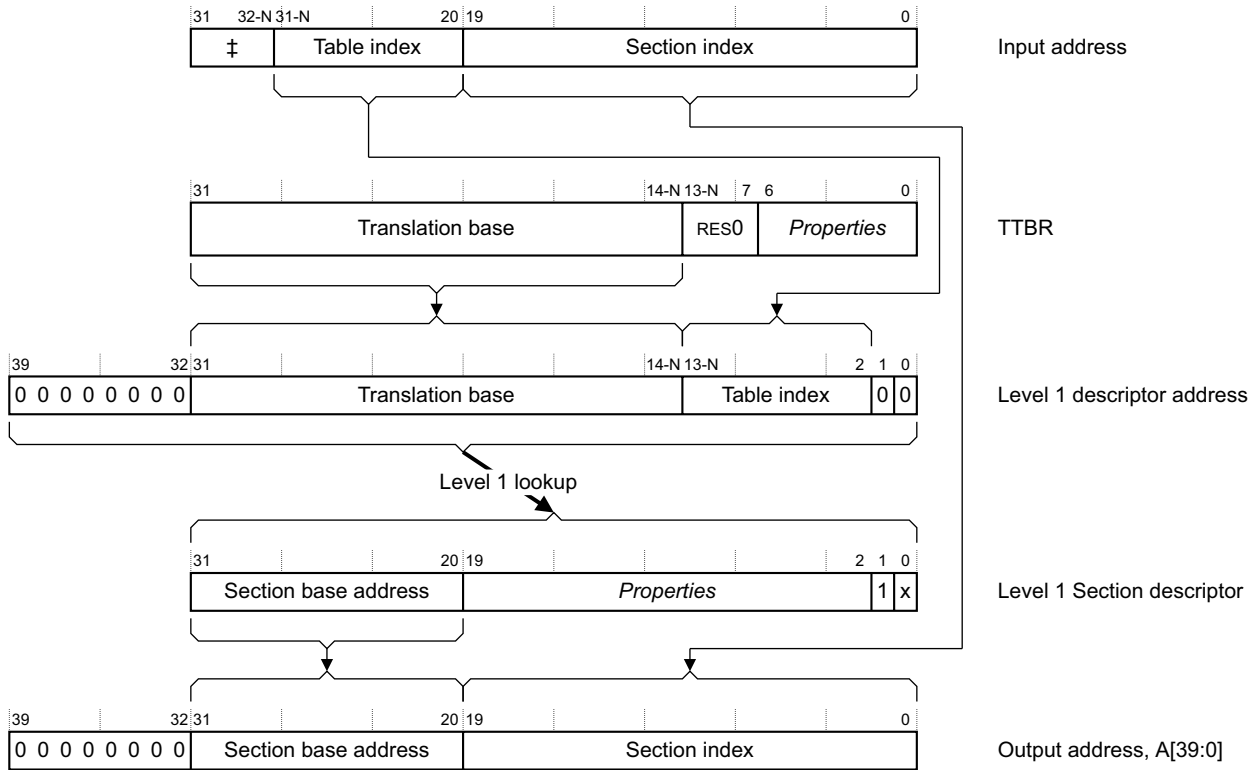 31 32-N 31-N 20 19 0
‡ Table index Section index Input address
31 14-N 13-N 7 6 0
Translation base RES0 Properties TTBR
39 32 31 14-N 13-N 2 1 0
0 0 0 0 0 0 0 0 Translation base Table index 0 0 Level 1 descriptor address
Level 1 lookup
31 20 19 2 1 0
Section base address Properties 1 x Level 1 Section descriptor
39 32 31 20 19 0
0 0 0 0 0 0 0 0 Section base address Section index Output address, A[39:0]